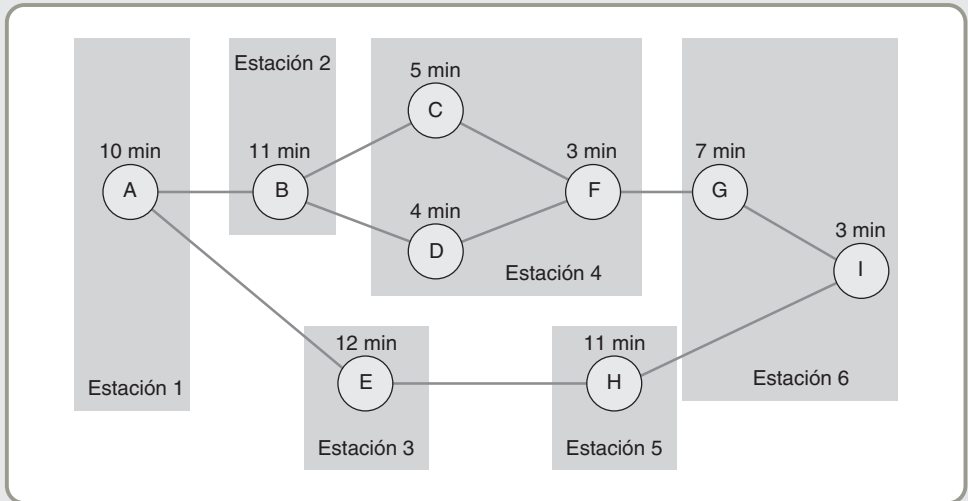 Estación 2
5 min
C
10 min
11 min
3 min
7 min
A
B
F
G
4 min
3 min
D
I
Estación 4
12 min
11 min
E
H
Estación 6
Estación 1
Estación 3
Estación 5